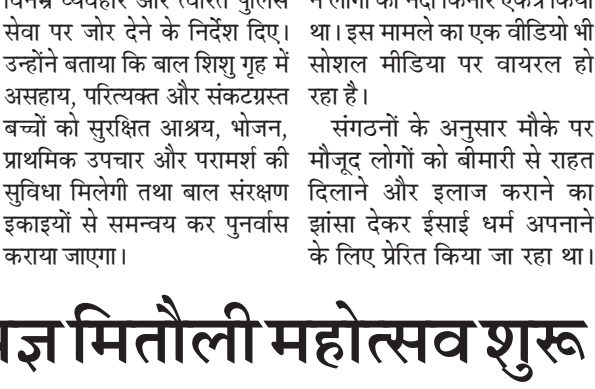 विनम्र व्यवहार और त्वरित पुलिस
सेवा पर जोर देने के निर्देश दिए।
उन्होंने बताया कि बाल शिशु गृह में
असहाय, परित्यक्त और संकटग्रस्त
बच्चों को सुरक्षित आश्रय, भोजन,
प्राथमिक उपचार और परामर्श की
सुविधा मिलेगी तथा बाल संरक्षण
इकाइयों से समन्वय कर पुनर्वास
कराया जाएगा।
ने लोगों को नदी किनारे एकत्र किया
था। इस मामले का एक वीडियो भी
सोशल मीडिया पर वायरल हो
रहा है।
संगठनों के अनुसार मौके पर
मौजूद लोगों को बीमारी से राहत
दिलाने और इलाज कराने का
झांसा देकर ईसाई धर्म अपनाने
के लिए प्रेरित किया जा रहा था।
मितौली महोत्सव शुरू